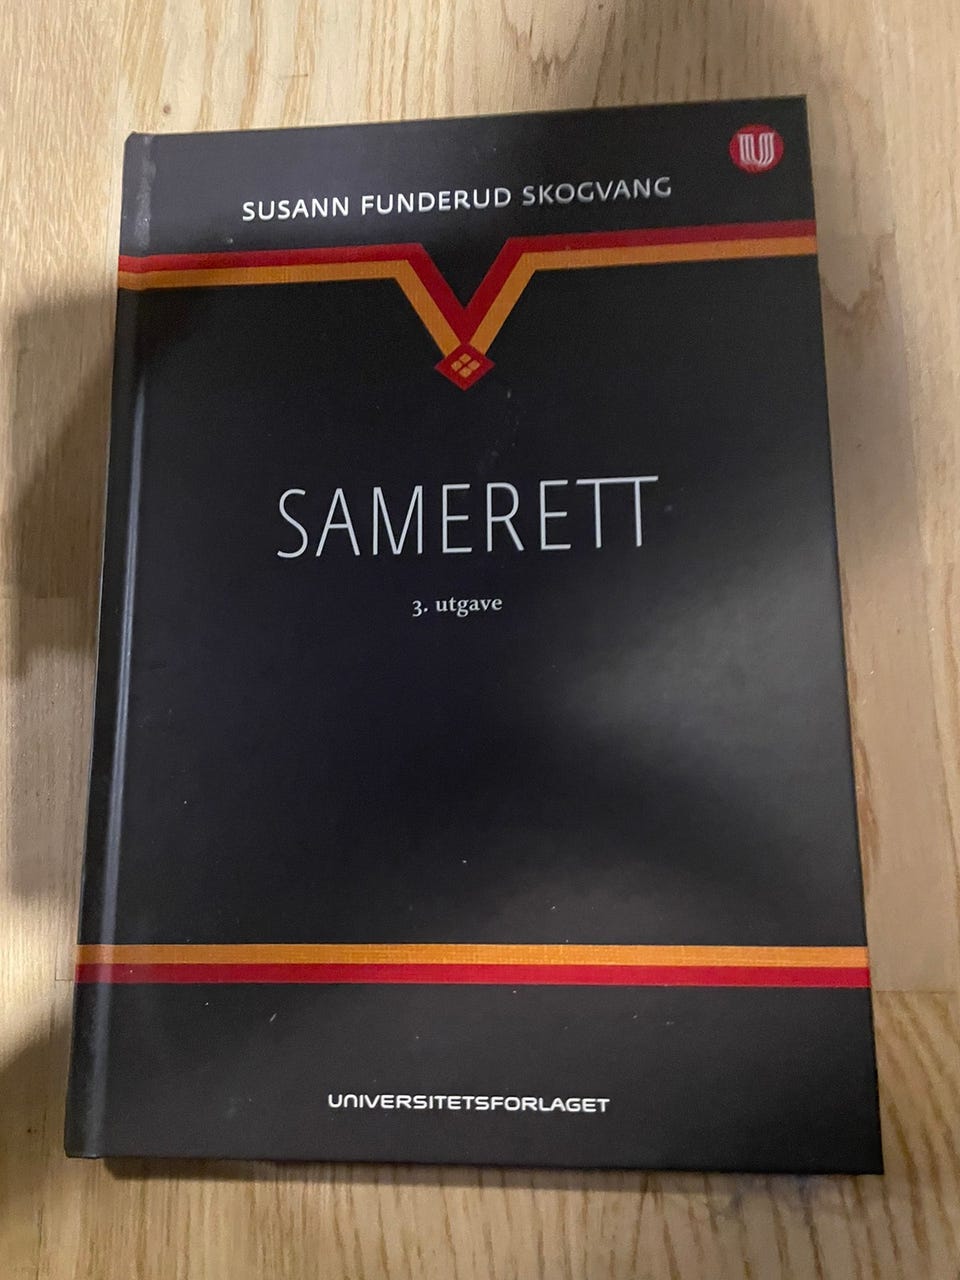 U
SUSANN FUNDERUD SKOGVANG
SAMERETT
3. utgave
UNIVERSITETSFORLAGET